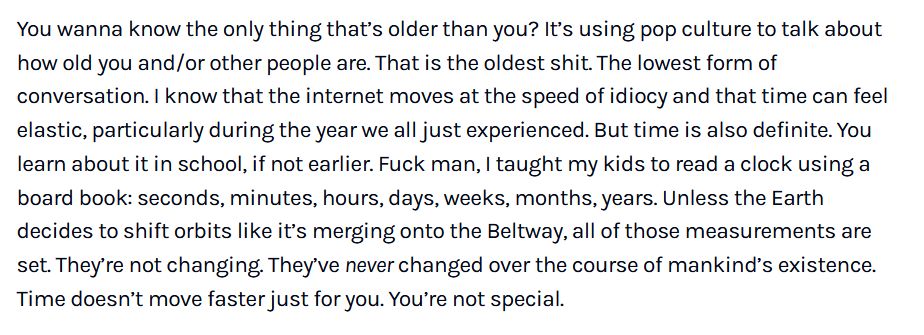 You wanna know the only thing that’s older than you? It’s using pop culture to talk about
how old you and/or other people are. That is the oldest shit. The lowest form of
conversation. I know that the internet moves at the speed of idiocy and that time can feel
elastic, particularly during the year we all just experienced. But time is also definite. You
learn about it in school, if not earlier. Fuck man, I taught my kids to read a clock using a
board book: seconds, minutes, hours, days, weeks, months, years. Unless the Earth
decides to shift orbits like it’s merging onto the Beltway, all of those measurements are
set. They’re not changing. They’ve never changed over the course of mankind’s existence.
Time doesn’t move faster just for you. You’re not special.